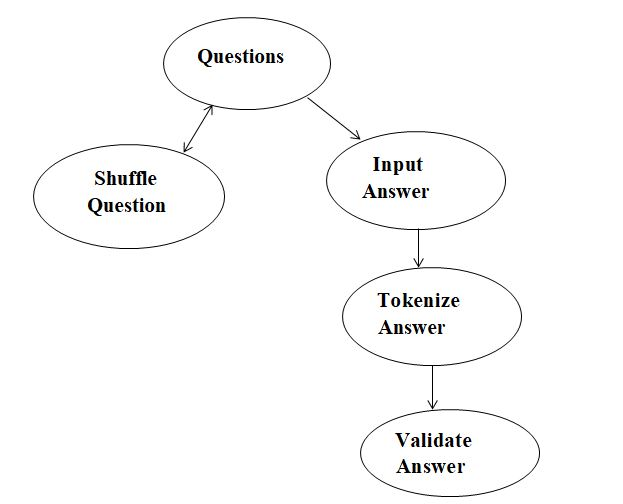 Questions
Shuffle
Question
Input
Answer
Tokenize
Answer
Validate
Answer